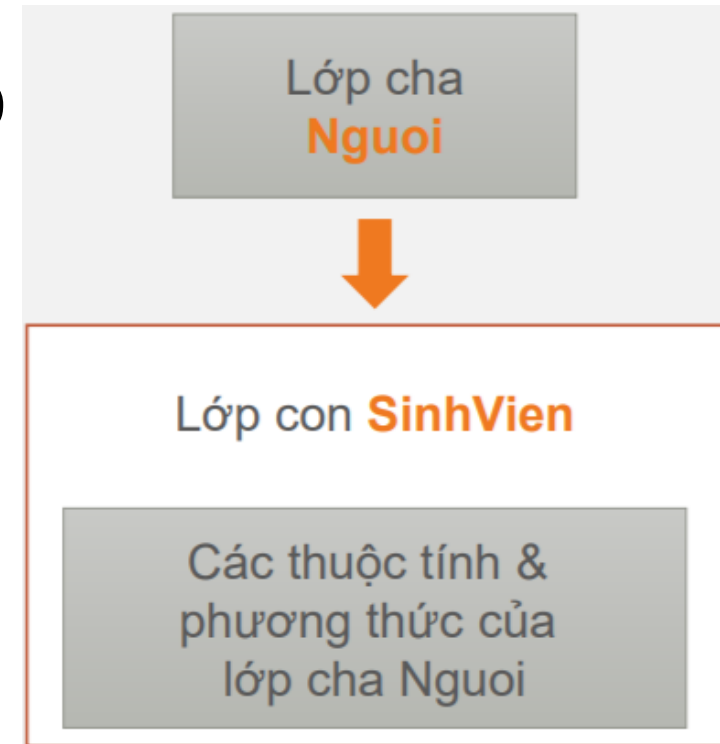 Lớp cha
Nguoi
Lớp con SinhVien
Các thuộc tính &
phương thức của
lớp cha Nguoi